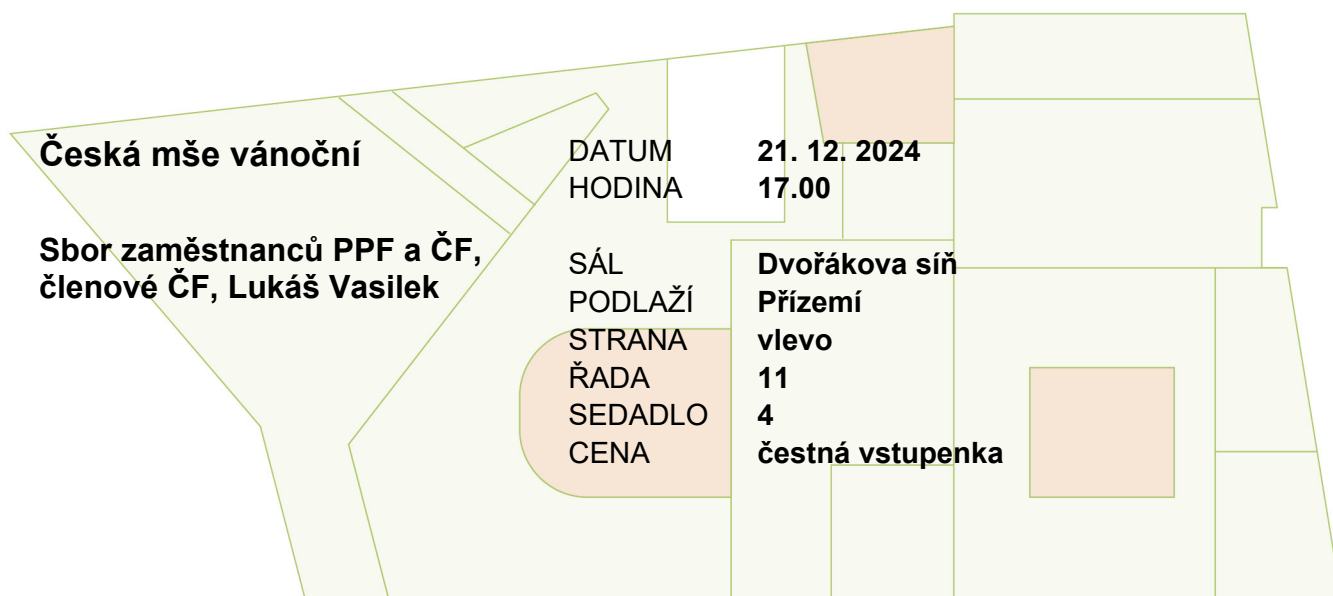 Česká mše vánoční
Sbor zaměstnanců PPF a ČF,
členové ČF, Lukáš Vasilek
DATUM 21. 12. 2024
HODINA 17.00
SÁL Dvořákova síň
PODLAŽÍ Přízemí
STRANA vlevo
ŘADA 11
SEDADLO 4
CENA čestná vstupenka